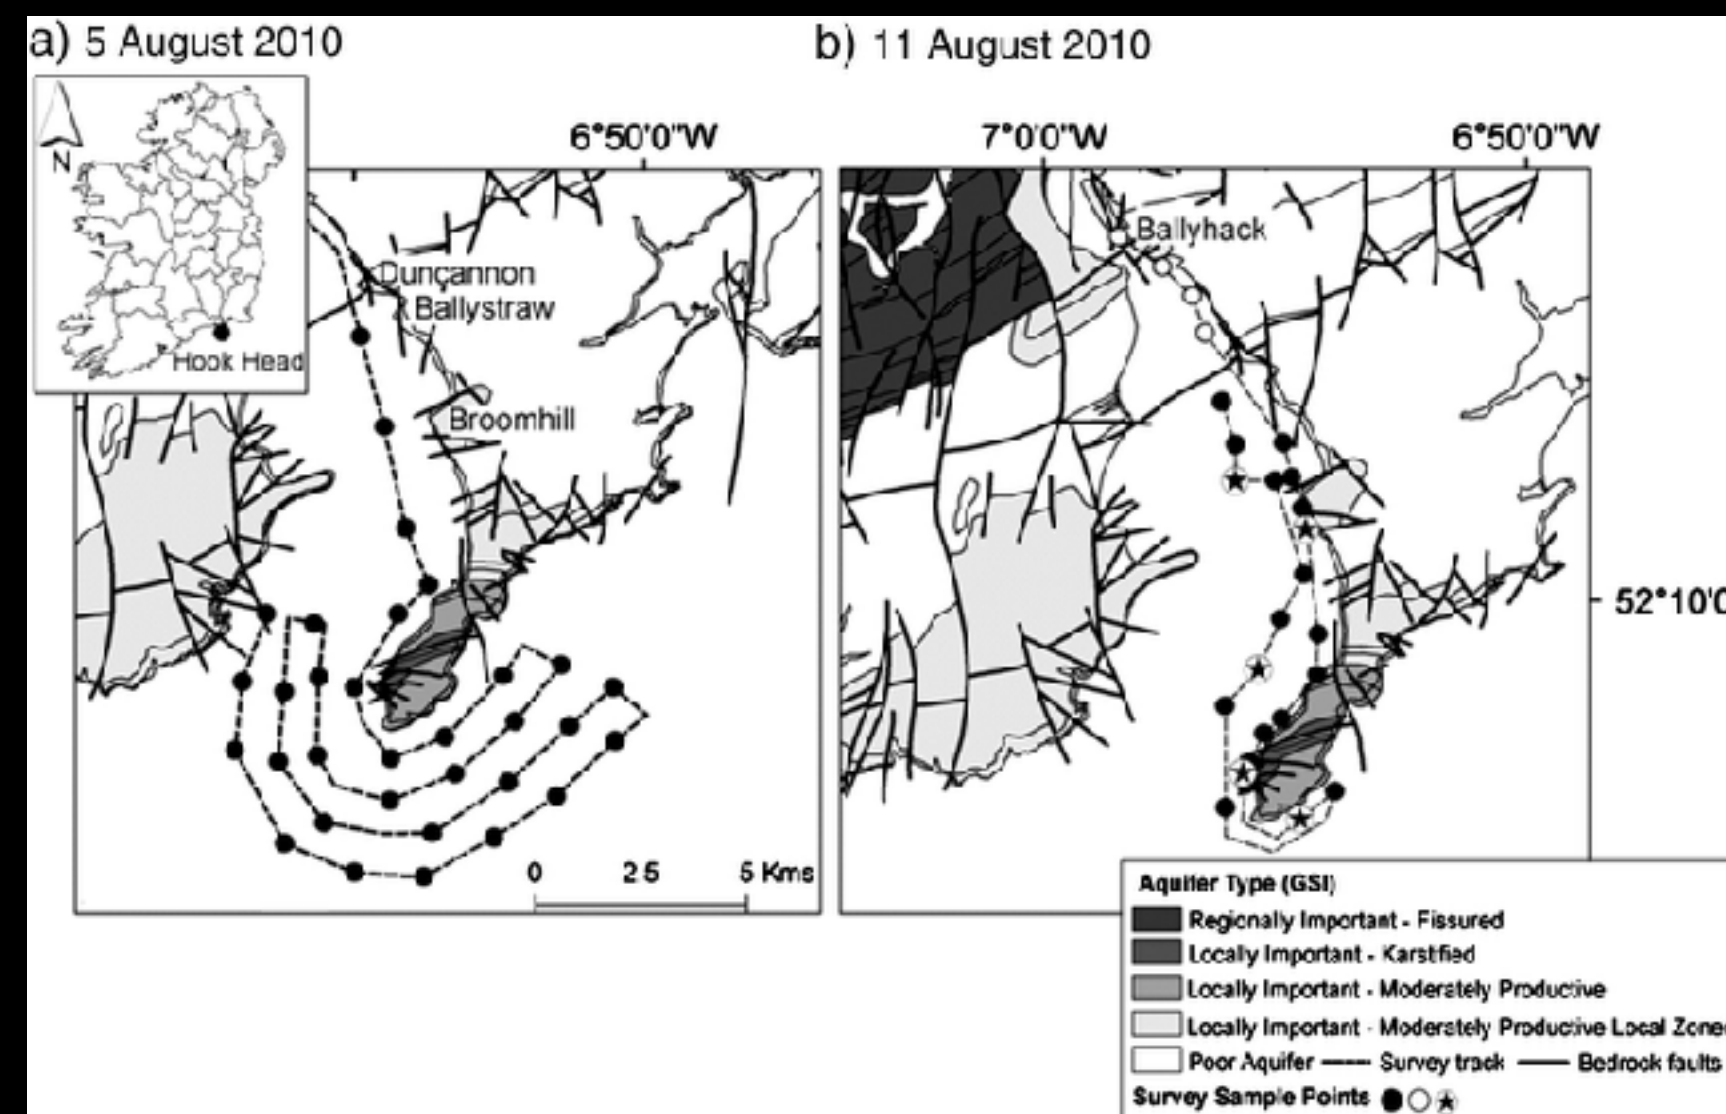 a) 5 August 2010
b) 11 August 2010
N
Hook Head
6°50'0"W
7°0'0"W
6°50'0"W
Duncannon
Ballystraw
Broomhill
Ballyhack
52°10'0
0 2 5 5 Kms
Aquifer Type (GSI)
Regionally Important - Fissured
Locally Important - Karstified
Locally Important - Moderately Productive
Locally Important - Moderately Productive Local Zone
Poor Aquifer Survey track Bedrock faults
Survey Sample Points